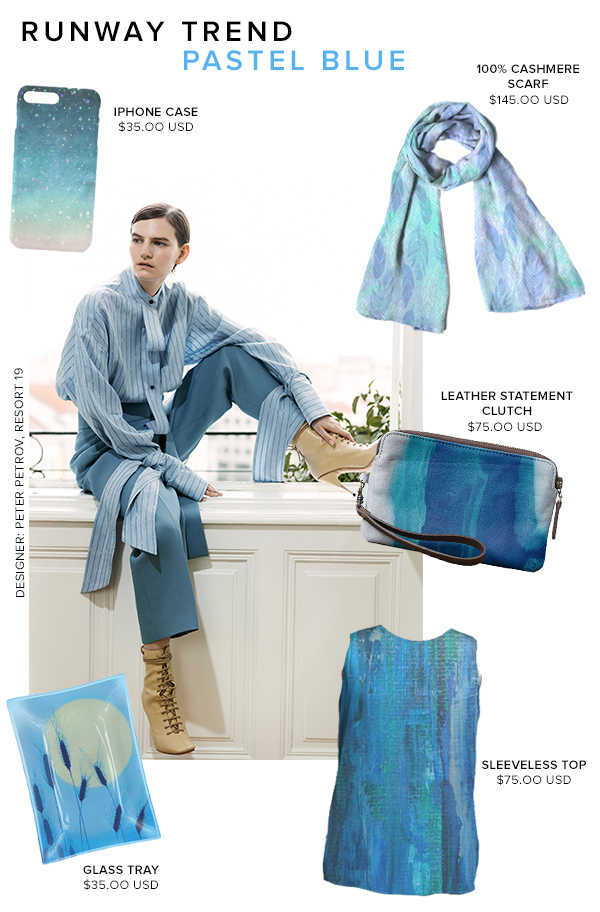 RUNWAY TREND
PASTEL BLUE
IPHONE CASE
$35.00 USD
100% CASHMERE
SCARF
$145.00 USD
DESIGNER: PETER PETROV, RESORT 19
LEATHER STATEMENT
CLUTCH
$75.00 USD
SLEEVELESS TOP
$75.00 USD
GLASS TRAY
$35.00 USD